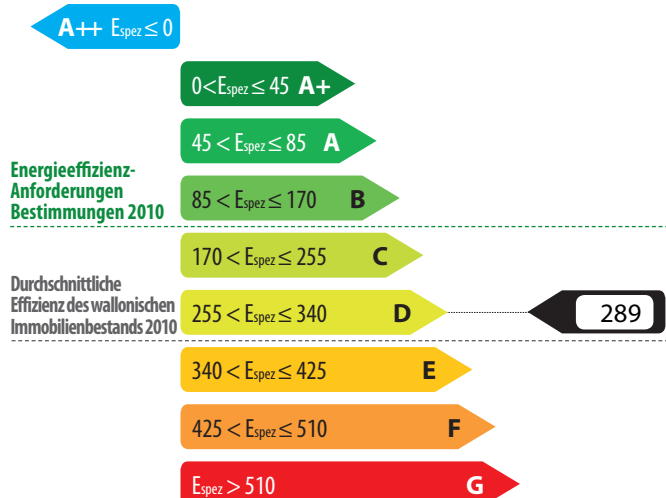 A++ Espez ≤ 0
0<Espez ≤ 45 A+
45 < Espez ≤ 85 A
Energieeffizienz-
Anforderungen
Bestimmungen 2010
85 < Espez ≤ 170 B
170 < Espez ≤ 255 C
Durchschnittliche
Effizienz des wallonischen
Immobilienbestands 2010
255 < Espez ≤ 340 D
289
340 < Espez ≤ 425 E
425 < Espez ≤ 510 F
Espez > 510 G